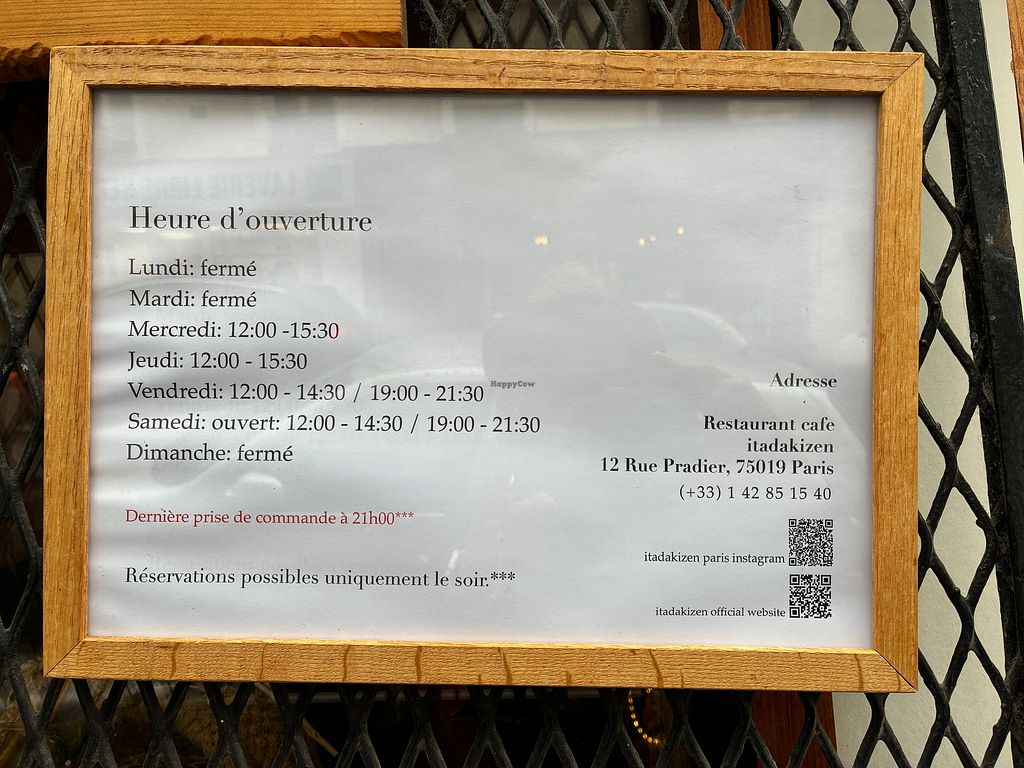 Heure d'ouverture
Lundi: fermé
Mardi: fermé
Mercredi: 12:00 -15:30
Jeudi: 12:00 - 15:30
Vendredi: 12:00 - 14:30 / 19:00 - 21:30
Samedi: ouvert: 12:00 - 14:30 / 19:00 - 21:30
Dimanche: fermé
Dernière prise de commande à 21h00***
Réservations possibles uniquement le soir.***
HappyCow
Adresse
Restaurant cafe
itadakizen
12 Rue Pradier, 75019 Paris
(+33) 1 42 85 15 40
itadakizen paris instagram
itadakizen official website